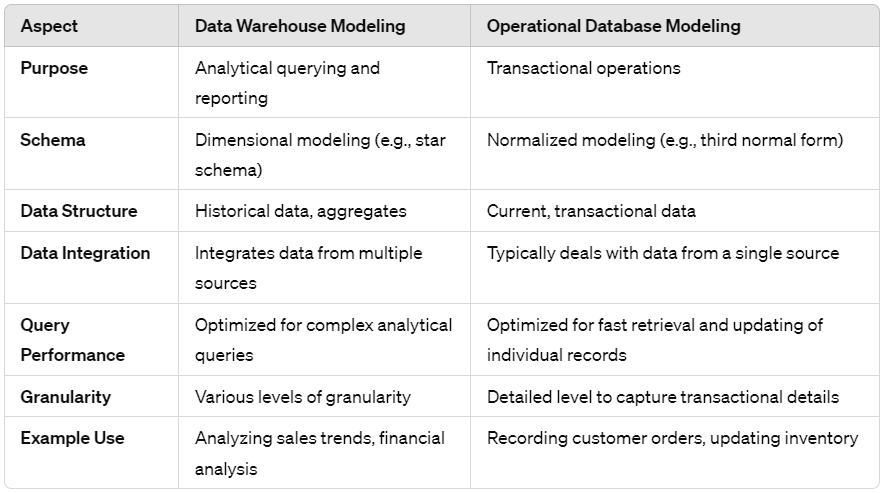 Aspect Data Warehouse Modeling Operational Database Modeling
Purpose Analytical querying and Transactional operations
reporting
Schema Dimensional modeling (e.g., star Normalized modeling (e.g., third normal form)
schema)
Data Structure Historical data, aggregates Current, transactional data
Data Integration Integrates data from multiple Typically deals with data from a single source
sources
Query Optimized for complex analytical Optimized for fast retrieval and updating of
Performance queries individual records
Granularity Various levels of granularity Detailed level to capture transactional details
Example Use Analyzing sales trends, financial Recording customer orders, updating inventory
analysis